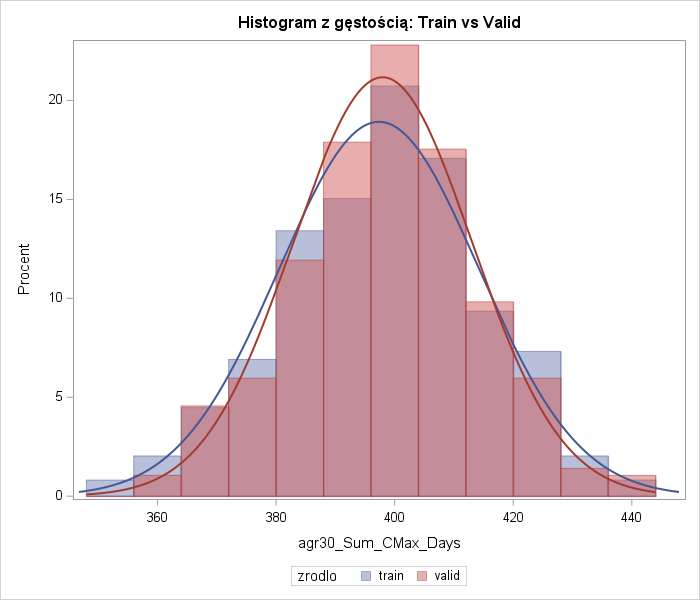 Histogram z gęstością: Train vs Valid
20
15
10
5
0
Procent
360 380 400 420 440
agr30_Sum_CMax_Days
zrodlo train valid